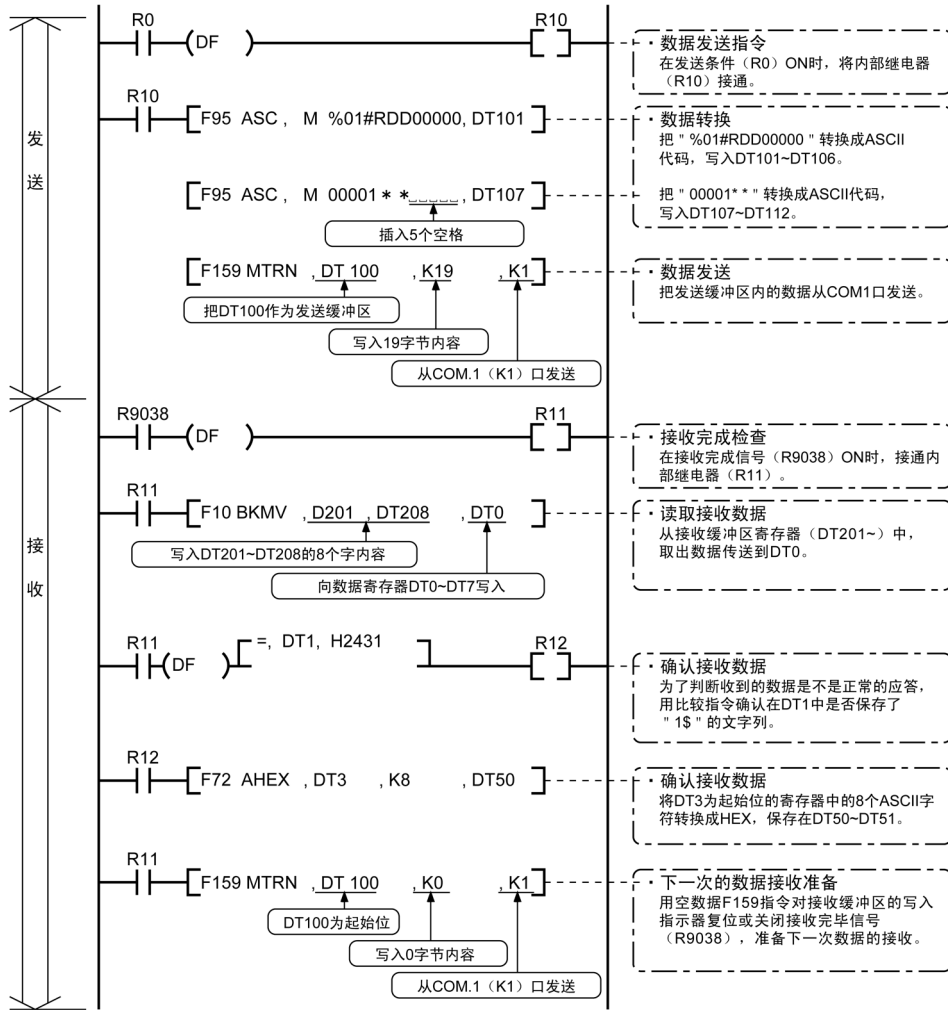 发
送
接
收
R0
R10
(DF )
· 数据发送指令
在发送条件（R0）ON时，将内部继电器
（R10）接通。
R10
F95 ASC , M %01#RDD00000, DT101
· 数据转换
把 " %01#RDD00000 " 转换成ASCII
代码，写入DT101~DT106。
F95 ASC , M 00001＊＊␣␣␣␣␣ , DT107
把 " 00001* * " 转换成ASCII代码，
写入DT107~DT112。
插入5个空格
F159 MTRN , DT 100 , K19 , K1
· 数据发送
把发送缓冲区内的数据从COM1口发送。
把DT100作为发送缓冲区
写入19字节内容
从COM.1（K1）口发送
R9038
R11
(DF )
· 接收完成检查
在接收完成信号（R9038）ON时，接通内
部继电器（R11）。
R11
F10 BKMV , D201 , DT208 , DT0
· 读取接收数据
从接收缓冲区寄存器（DT201~）中，
取出数据传送到DT0。
写入DT201~DT208的8个字内容
向数据寄存器DT0~DT7写入
R11
(DF )
=, DT1, H2431
R12
· 确认接收数据
为了判断收到的数据是不是正常的应答，
用比较指令确认在DT1中是否保存了
" 1$ " 的文字列。
R12
F72 AHEX , DT3 , K8 , DT50
· 确认接收数据
将DT3为起始位的寄存器中的8个ASCII字
符转换成HEX，保存在DT50~DT51。
R11
F159 MTRN , DT 100 , K0 , K1
· 下一次的数据接收准备
用空数据F159指令对接收缓冲区的写入
指示器复位或关闭接收完毕信号
（R9038），准备下一次数据的接收。
DT100为起始位
写入0字节内容
从COM.1（K1）口发送